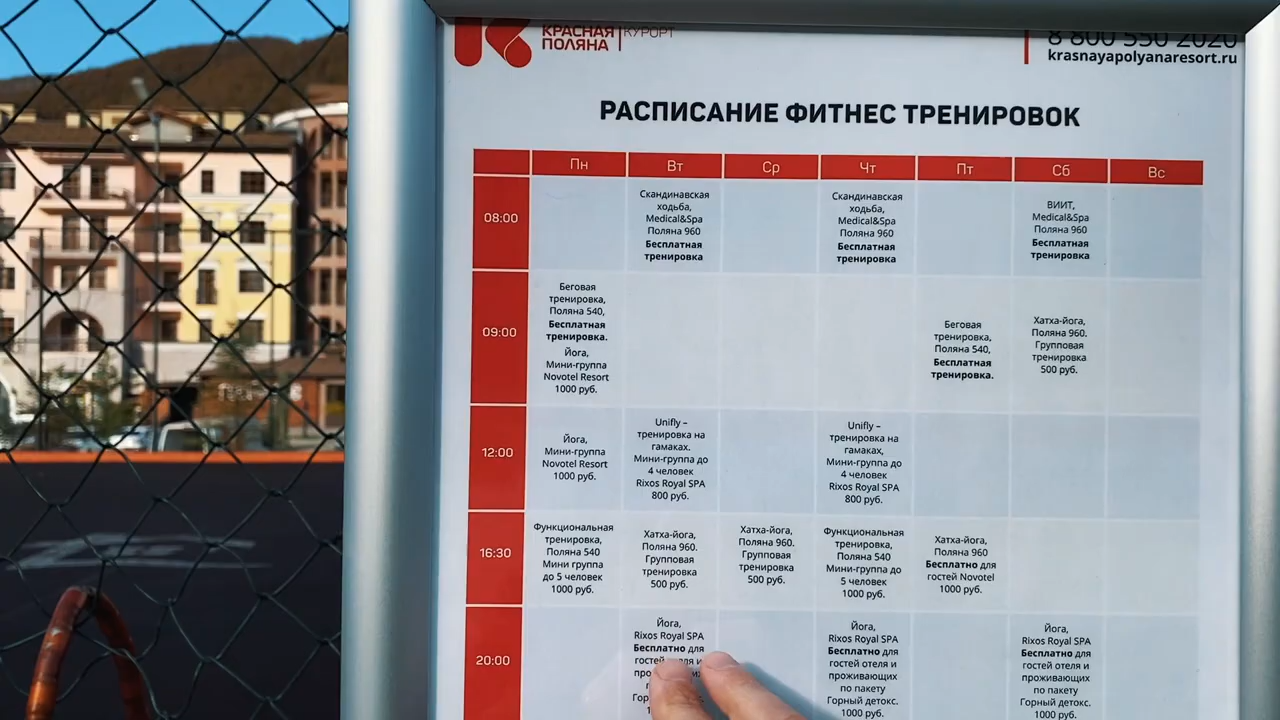 КРАСНАЯ
ПОЛЯНА
КУРОРТ
8 800 550 2020
krasnayapolyanaresort.ru
РАСПИСАНИЕ ФИТНЕС ТРЕНИРОВОК
Пн
Вт
Ср
Чт
Пт
Сб
Вс
08:00
Скандинавская
ходьба,
Medical&Spa
Поляна 960
Бесплатная
тренировка
Скандинавская
ходьба,
Medical&Spa
Поляна 960
Бесплатная
тренировка
ВИИТ,
Medical&Spa
Поляна 960
Бесплатная
тренировка
09:00
Беговая
тренировка,
Поляна 540,
Бесплатная
тренировка.
Йога,
Мини-группа
Novotel Resort
1000 руб.
Беговая
тренировка,
Поляна 540,
Бесплатная
тренировка.
Хатха-йога,
Поляна 960.
Групповая
тренировка
500 руб.
12:00
Йога,
Мини-группа
Novotel Resort
1000 руб.
Unifly –
тренировка на
гамаках.
Мини-группа до
4 человек
Rixos Royal SPA
800 руб.
Unifly –
тренировка на
гамаках,
Мини-группа до
4 человек
Rixos Royal SPA
800 руб.
16:30
Функциональная
тренировка,
Поляна 540
Мини группа
до 5 человек
1000 руб.
Хатха-йога,
Поляна 960.
Групповая
тренировка
500 руб.
Хатха-йога,
Поляна 960.
Групповая
тренировка
500 руб.
Функциональная
тренировка,
Поляна 540
Мини-группа до
5 человек
1000 руб.
Хатха-йога,
Поляна 960
Бесплатно для
гостей Novotel
1000 руб.
20:00
Йога,
Rixos Royal SPA
Бесплатно для
Йога,
Rixos Royal SPA
Бесплатно для
гостей отеля и
проживающих
по пакету
Горный детокс.
1000 руб.
Йога,
Rixos Royal SPA
Бесплатно для
гостей отеля и
проживающих
по пакету
Горный детокс.
1000 руб.